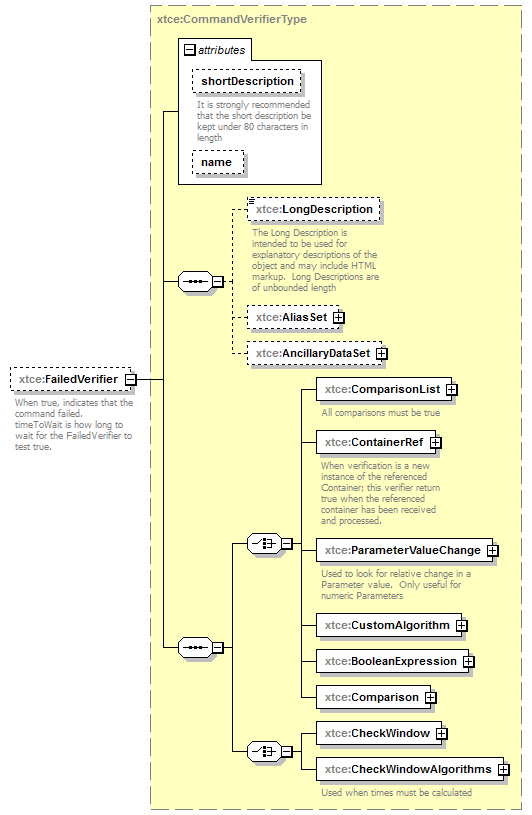 xtce:CommandVerifierType
attributes
shortDescription
It is strongly recommended
that the short description be
kept under 80 characters in
length
name
xtce:LongDescription
The Long Description is
intended to be used for
explanatory descriptions of the
object and may include HTML
markup.  Long Descriptions are
of unbounded length
xtce:AliasSet
xtce:AncillaryDataSet
xtce:FailedVerifier
When true, indicates that the
command failed.
timeToWait is how long to
wait for the FailedVerifier to
test true.
xtce:ComparisonList
All comparisons must be true
xtce:ContainerRef
When verification is a new
instance of the referenced
Container; this verifier return
true when the referenced
container has been received
and processed.
xtce:ParameterValueChange
Used to look for relative change in a
Parameter value.  Only useful for
numeric Parameters
xtce:CustomAlgorithm
xtce:BooleanExpression
xtce:Comparison
xtce:CheckWindow
xtce:CheckWindowAlgorithms
Used when times must be calculated